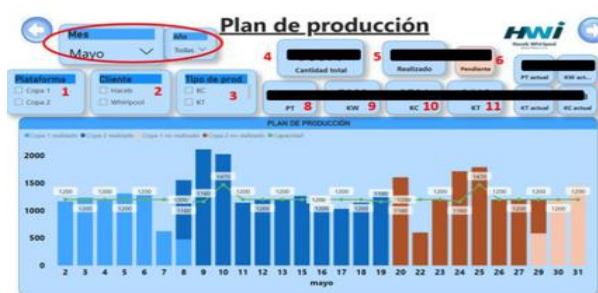 Plan de producción
HWI
Haceb Whirlpool
Mes
Mayo
Año
Todas
4
Cantidad total
5
Realizado
Pendiente
6
PT actual
KW act...
Plataforma
Copa 1
Copa 2
1
Cliente
Haceb
Whirlpool
2
Tipo de prod.
KC
KT
3
PT 8
KW 9
KC 10
KT 11
KT actual
KC actual
PLAN DE PRODUCCIÓN
Copa 1 realizado Copa 2 realizado Copa 1 no realizado Copa 2 no realizado Capacidad
2000
1500
1000
500
0
1200 1200 1200 1200 1200 1470 1200 1200 1200 1200 1200 1200 1470 1200 1200 1200
1200 1200 1200 1160 1200 1200 1200 1160 1200 1160 1200 1200
2 3 4 5 6 7 8 9 10 11 12 13 15 16 17 18 19 20 22 23 24 25 26 27 29 30 31
mayo